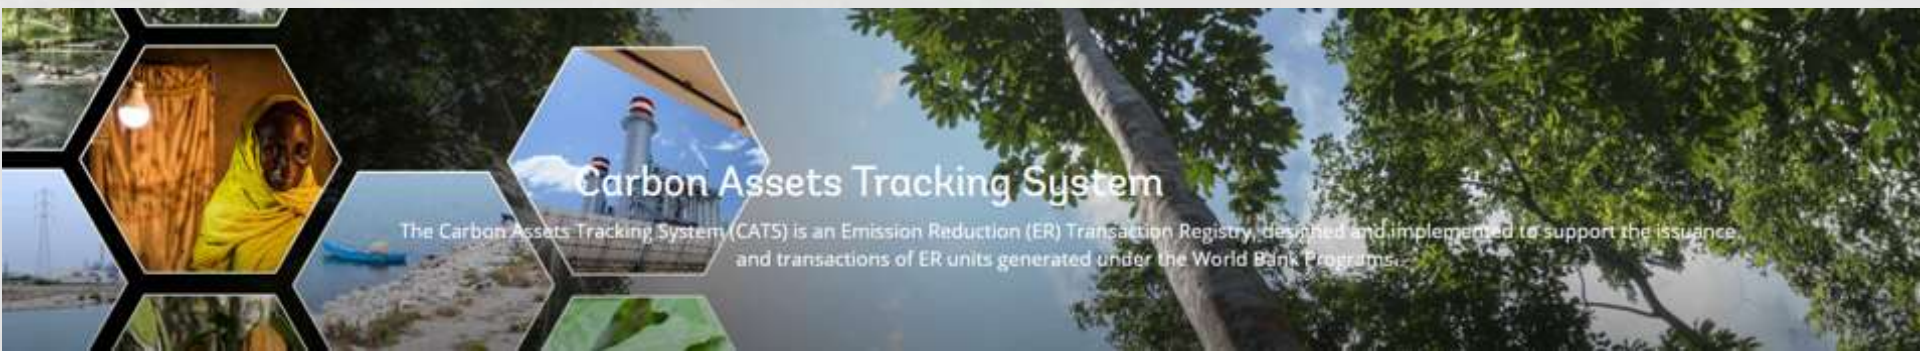 Carbon Assets Tracking System
The Carbon Assets Tracking System (CATS) is an Emission Reduction (ER) Transaction Registry, designed and implemented to support the issuance
and transactions of ER units generated under the World Bank Programs.